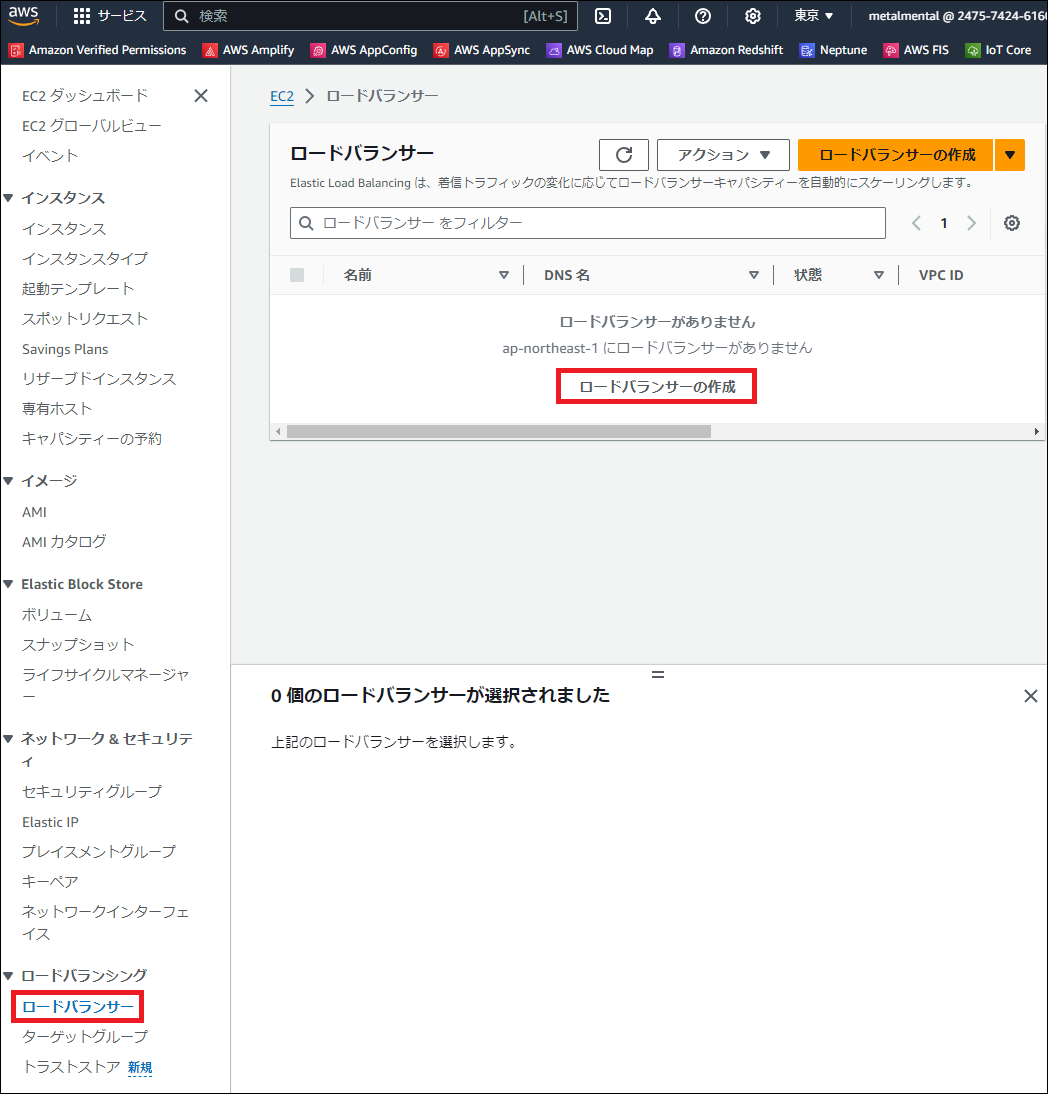 aws
サービス
検索
[Alt+S]
東京
metalmental @ 2475-7424-616
Amazon Verified Permissions
AWS Amplify
AWS AppConfig
AWS AppSync
AWS Cloud Map
Amazon Redshift
Neptune
AWS FIS
IoT Core
EC2 ダッシュボード
EC2 グローバルビュー
イベント
インスタンス
インスタンス
インスタンスタイプ
起動テンプレート
スポットリクエスト
Savings Plans
リザーブドインスタンス
専有ホスト
キャパシティーの予約
イメージ
AMI
AMI カタログ
Elastic Block Store
ボリューム
スナップショット
ライフサイクルマネージャ
ー
ネットワーク & セキュリテ
ィ
セキュリティグループ
Elastic IP
プレイスメントグループ
キーペア
ネットワークインターフェ
イス
ロードバランシング
ロードバランサー
ターゲットグループ
トラストストア 新規
EC2 ロードバランサー
ロードバランサー
アクション
ロードバランサーの作成
Elastic Load Balancing は、着信トラフィックの変化に応じてロードバランサーキャパシティーを自動的にスケーリングします。
ロードバランサー をフィルター
1
名前
DNS 名
状態
VPC ID
ロードバランサーがありません
ap-northeast-1 にロードバランサーがありません
ロードバランサーの作成
0 個のロードバランサーが選択されました
上記のロードバランサーを選択します。